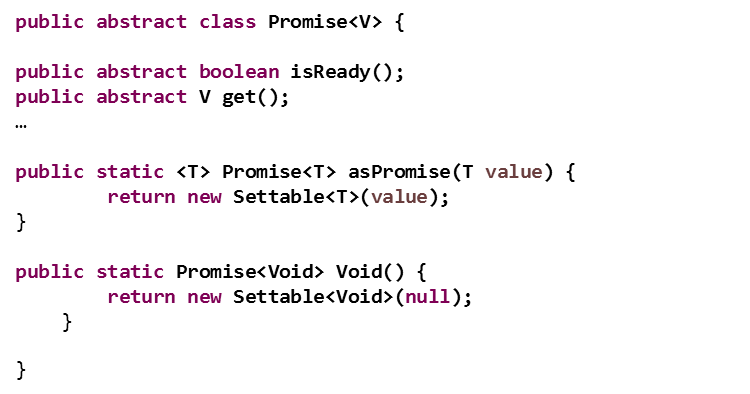 public abstract class Promise<V> {
public abstract boolean isReady();
public abstract V get();
…
public static <T> Promise<T> asPromise(T value) {
return new Settable<T>(value);
}
public static Promise<Void> Void() {
return new Settable<Void>(null);
}
}